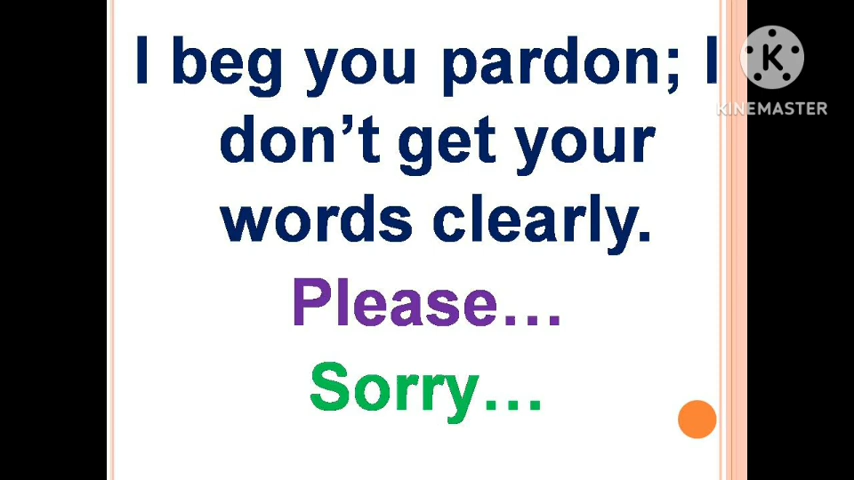 I beg you pardon; I
don't get your
words clearly.
Please...
Sorry...
K
KINEMASTER